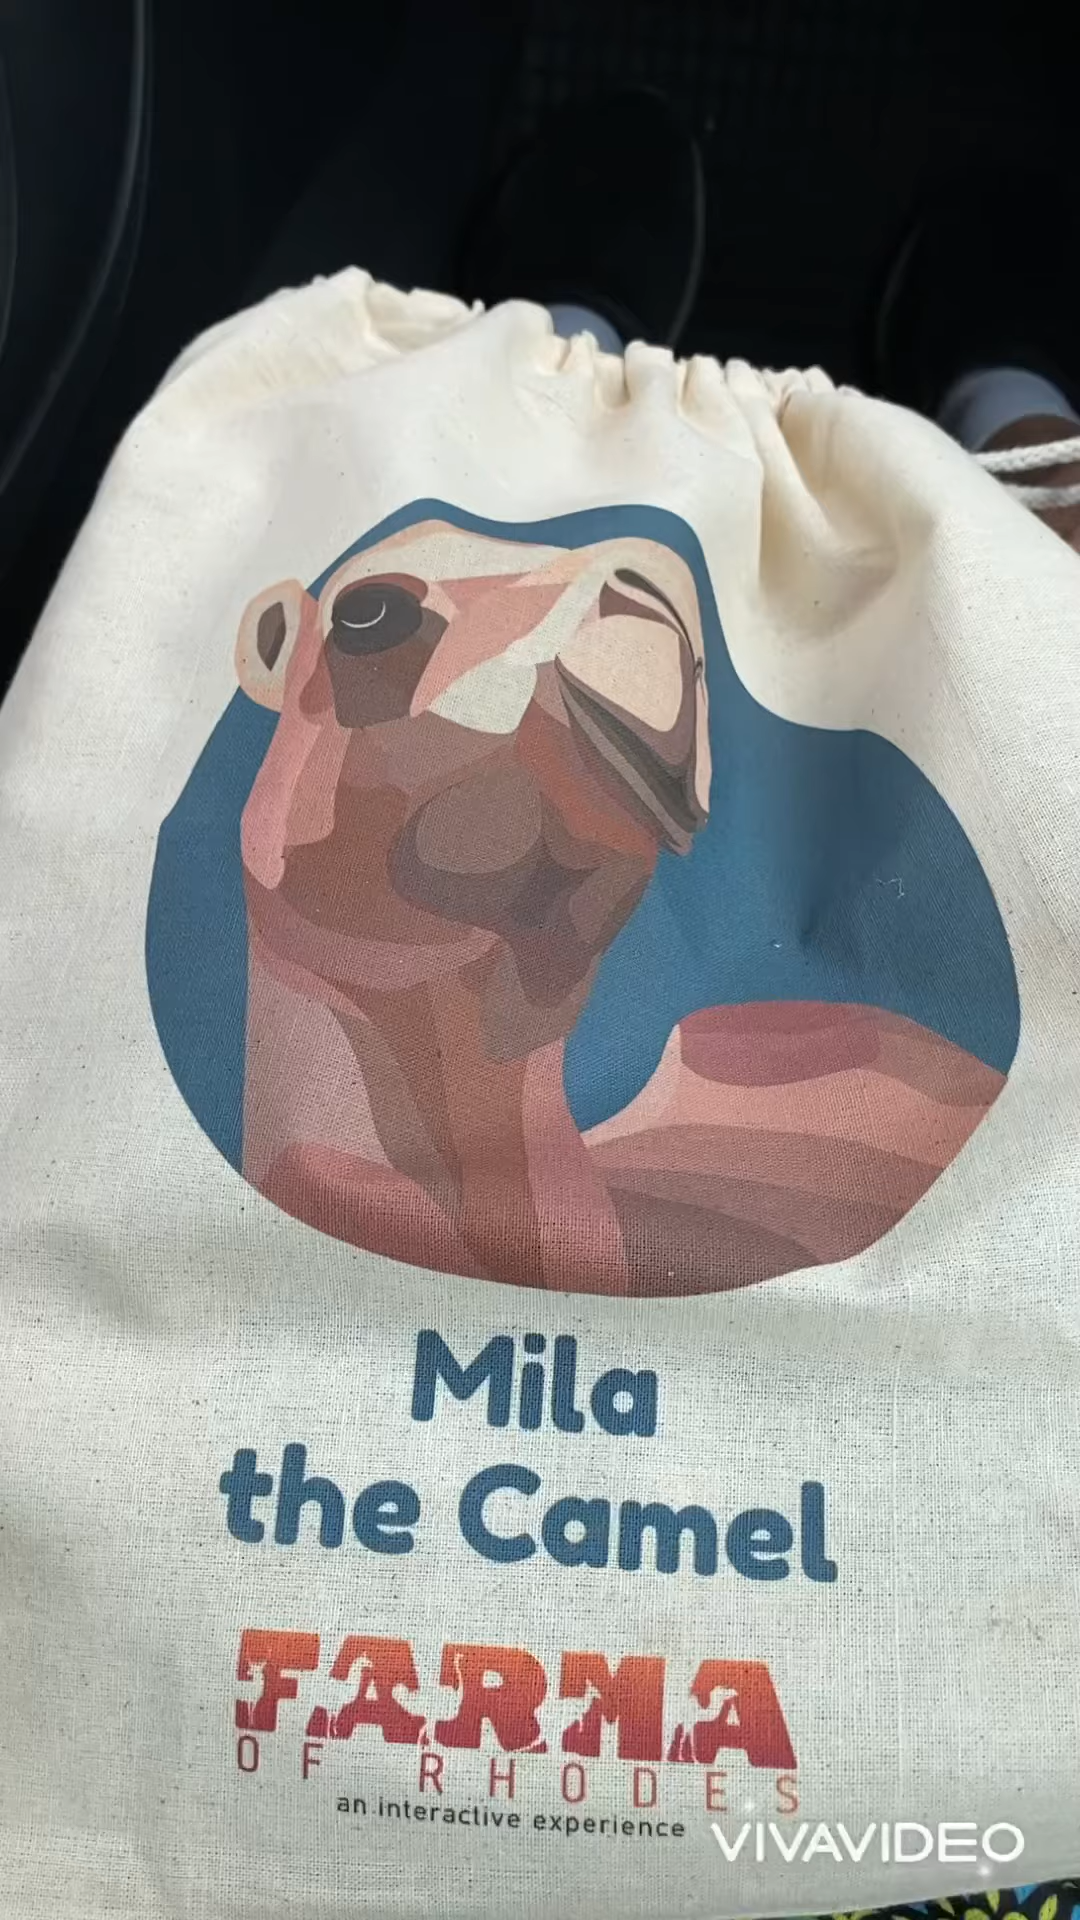 Mila
the Camel
FARMA
OF RHODES
an interactive experience
VIVAVIDEO